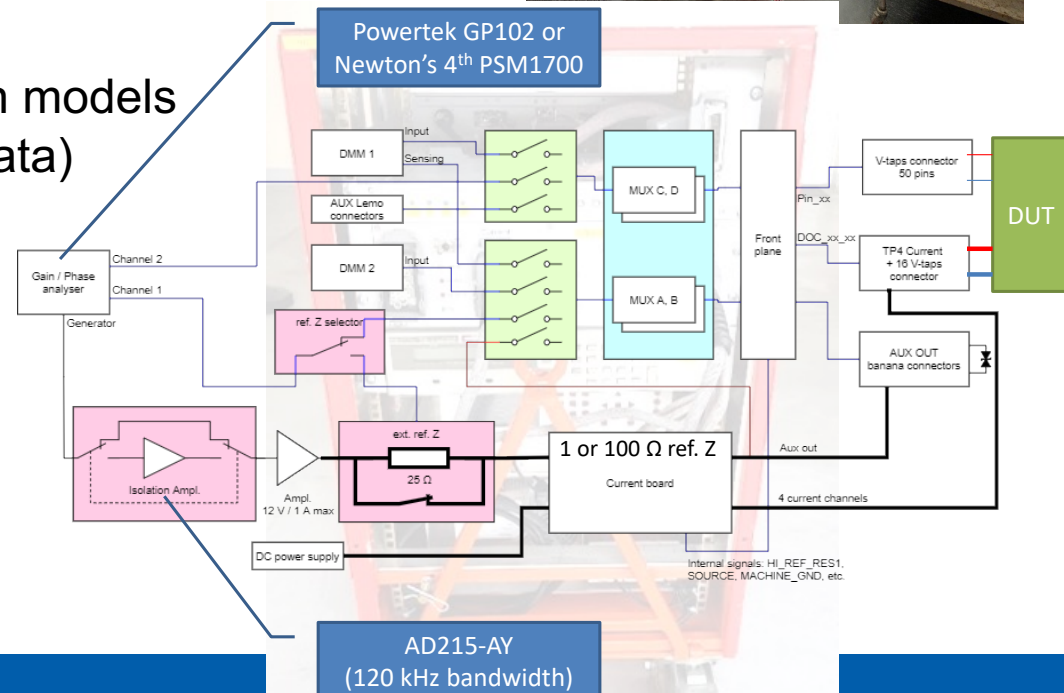 Powertek GP102 or
Newton's 4th PSM1700
n models
ata)
DMM 1
Input
Sensing
AUX Lemo
connectors
DMM 2
Input
MUX C, D
MUX A, B
Front
plane
Pin_xx
DOC_xx_xx
V-taps connector
50 pins
TP4 Current
+ 16 V-taps
connector
DUT
AUX OUT
banana connectors
Gain / Phase
analyser
Channel 2
Channel 1
Generator
ref. Z selector
Isolation Ampl.
Ampl.
12 V / 1 A max
ext. ref. Z
25 Ω
1 or 100 Ω ref. Z
Current board
Aux out
4 current channels
DC power supply
Internal signals: HI_REF_RES1,
SOURCE, MACHINE_GND, etc.
AD215-AY
(120 kHz bandwidth)